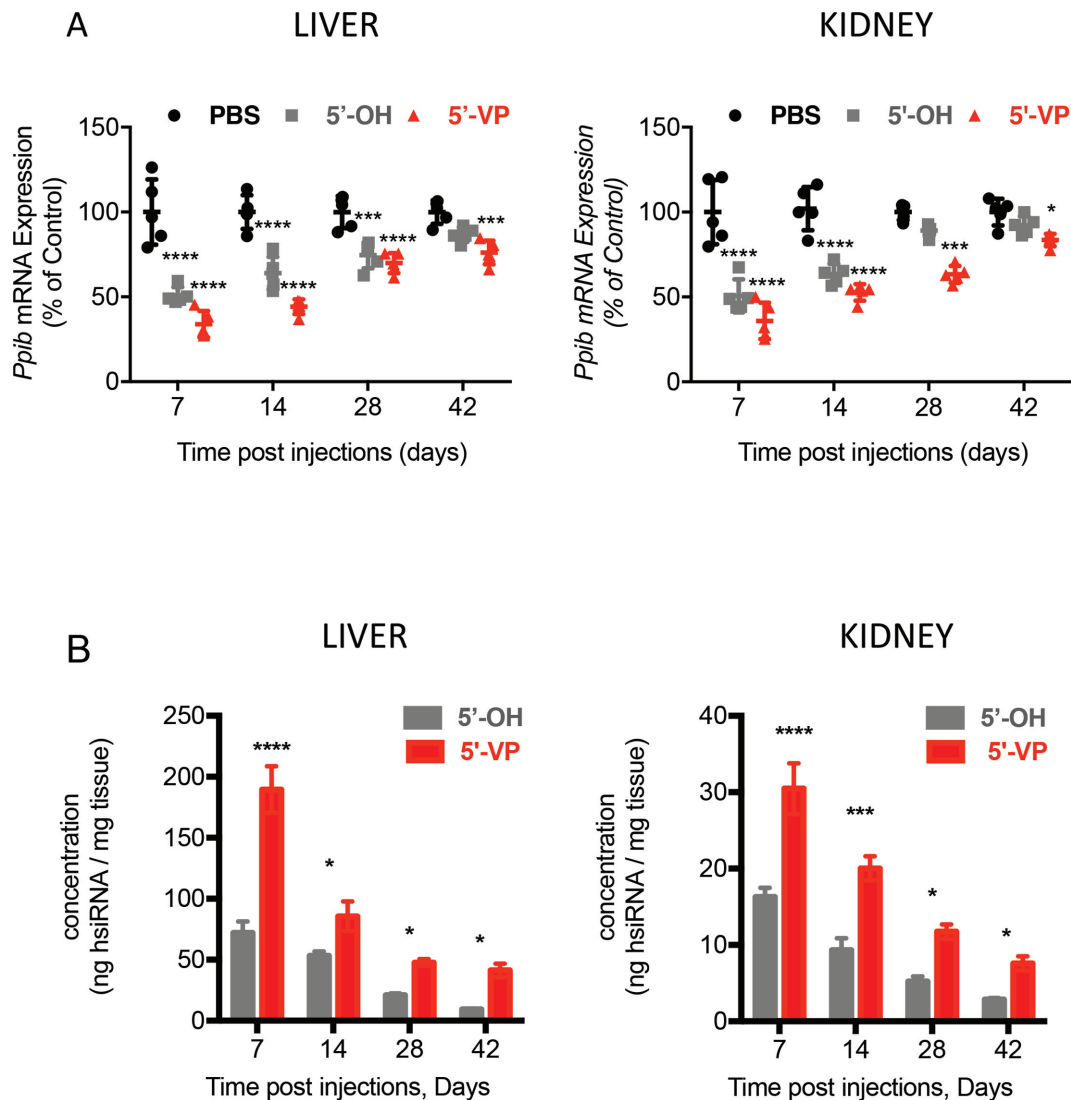 A
LIVER
KIDNEY
PBS 5’-OH 5’-VP
Ppib mRNA Expression
(% of Control)
150
100
50
0
**** **** **** **** *** **** ***
7 14 28 42
Time post injections (days)
PBS 5'-OH 5'-VP
Ppib mRNA Expression
(% of Control)
150
100
50
0
**** **** **** **** *** *
7 14 28 42
Time post injections (days)
B
LIVER
KIDNEY
5’-OH
5'-VP
concentration
(ng hsiRNA / mg tissue)
250
200
150
100
50
0
**** * * *
7 14 28 42
Time post injections, Days
5’-OH
5'-VP
concentration
(ng hsiRNA / mg tissue)
40
30
20
10
0
**** *** * *
7 14 28 42
Time post injections, Days